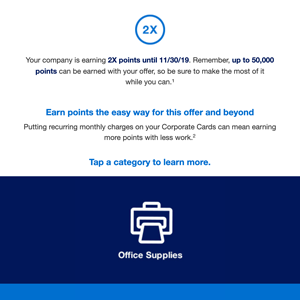 2X
Your company is earning 2X points until 11/30/19. Remember, up to 50,000
points can be earned with your offer, so be sure to make the most of it
while you can.¹
Earn points the easy way for this offer and beyond
Putting recurring monthly charges on your Corporate Cards can mean earning
more points with less work.²
Tap a category to learn more.
Office Supplies